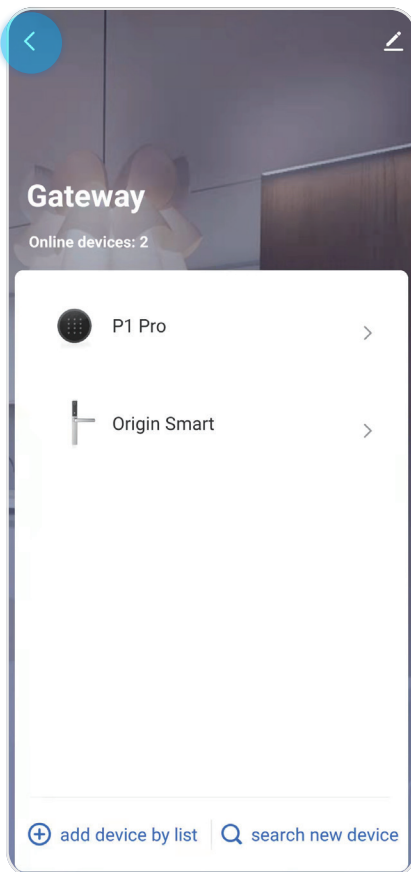 Gateway
Online devices: 2
P1 Pro
Origin Smart
add device by list
search new device